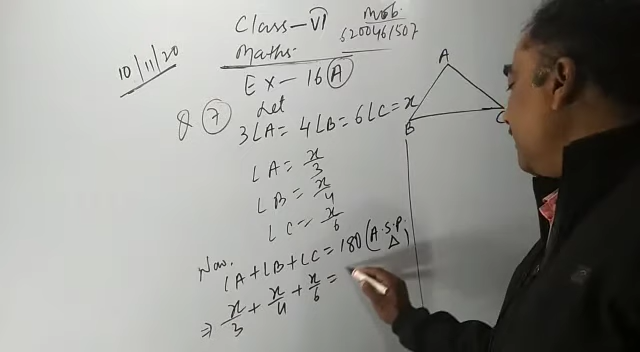 Class-VI
Mob.
6200461507
Maths.
10/11/20
EX-16(A)
Q 7 Let
3∠A = 4∠B = 6∠C = x
∠A = x/3
∠B = x/4
∠C = x/6
Now.
∠A+∠B+∠C = 180 (A.S.P. Δ)
⇒ x/3 + x/4 + x/6 =
A
B
C